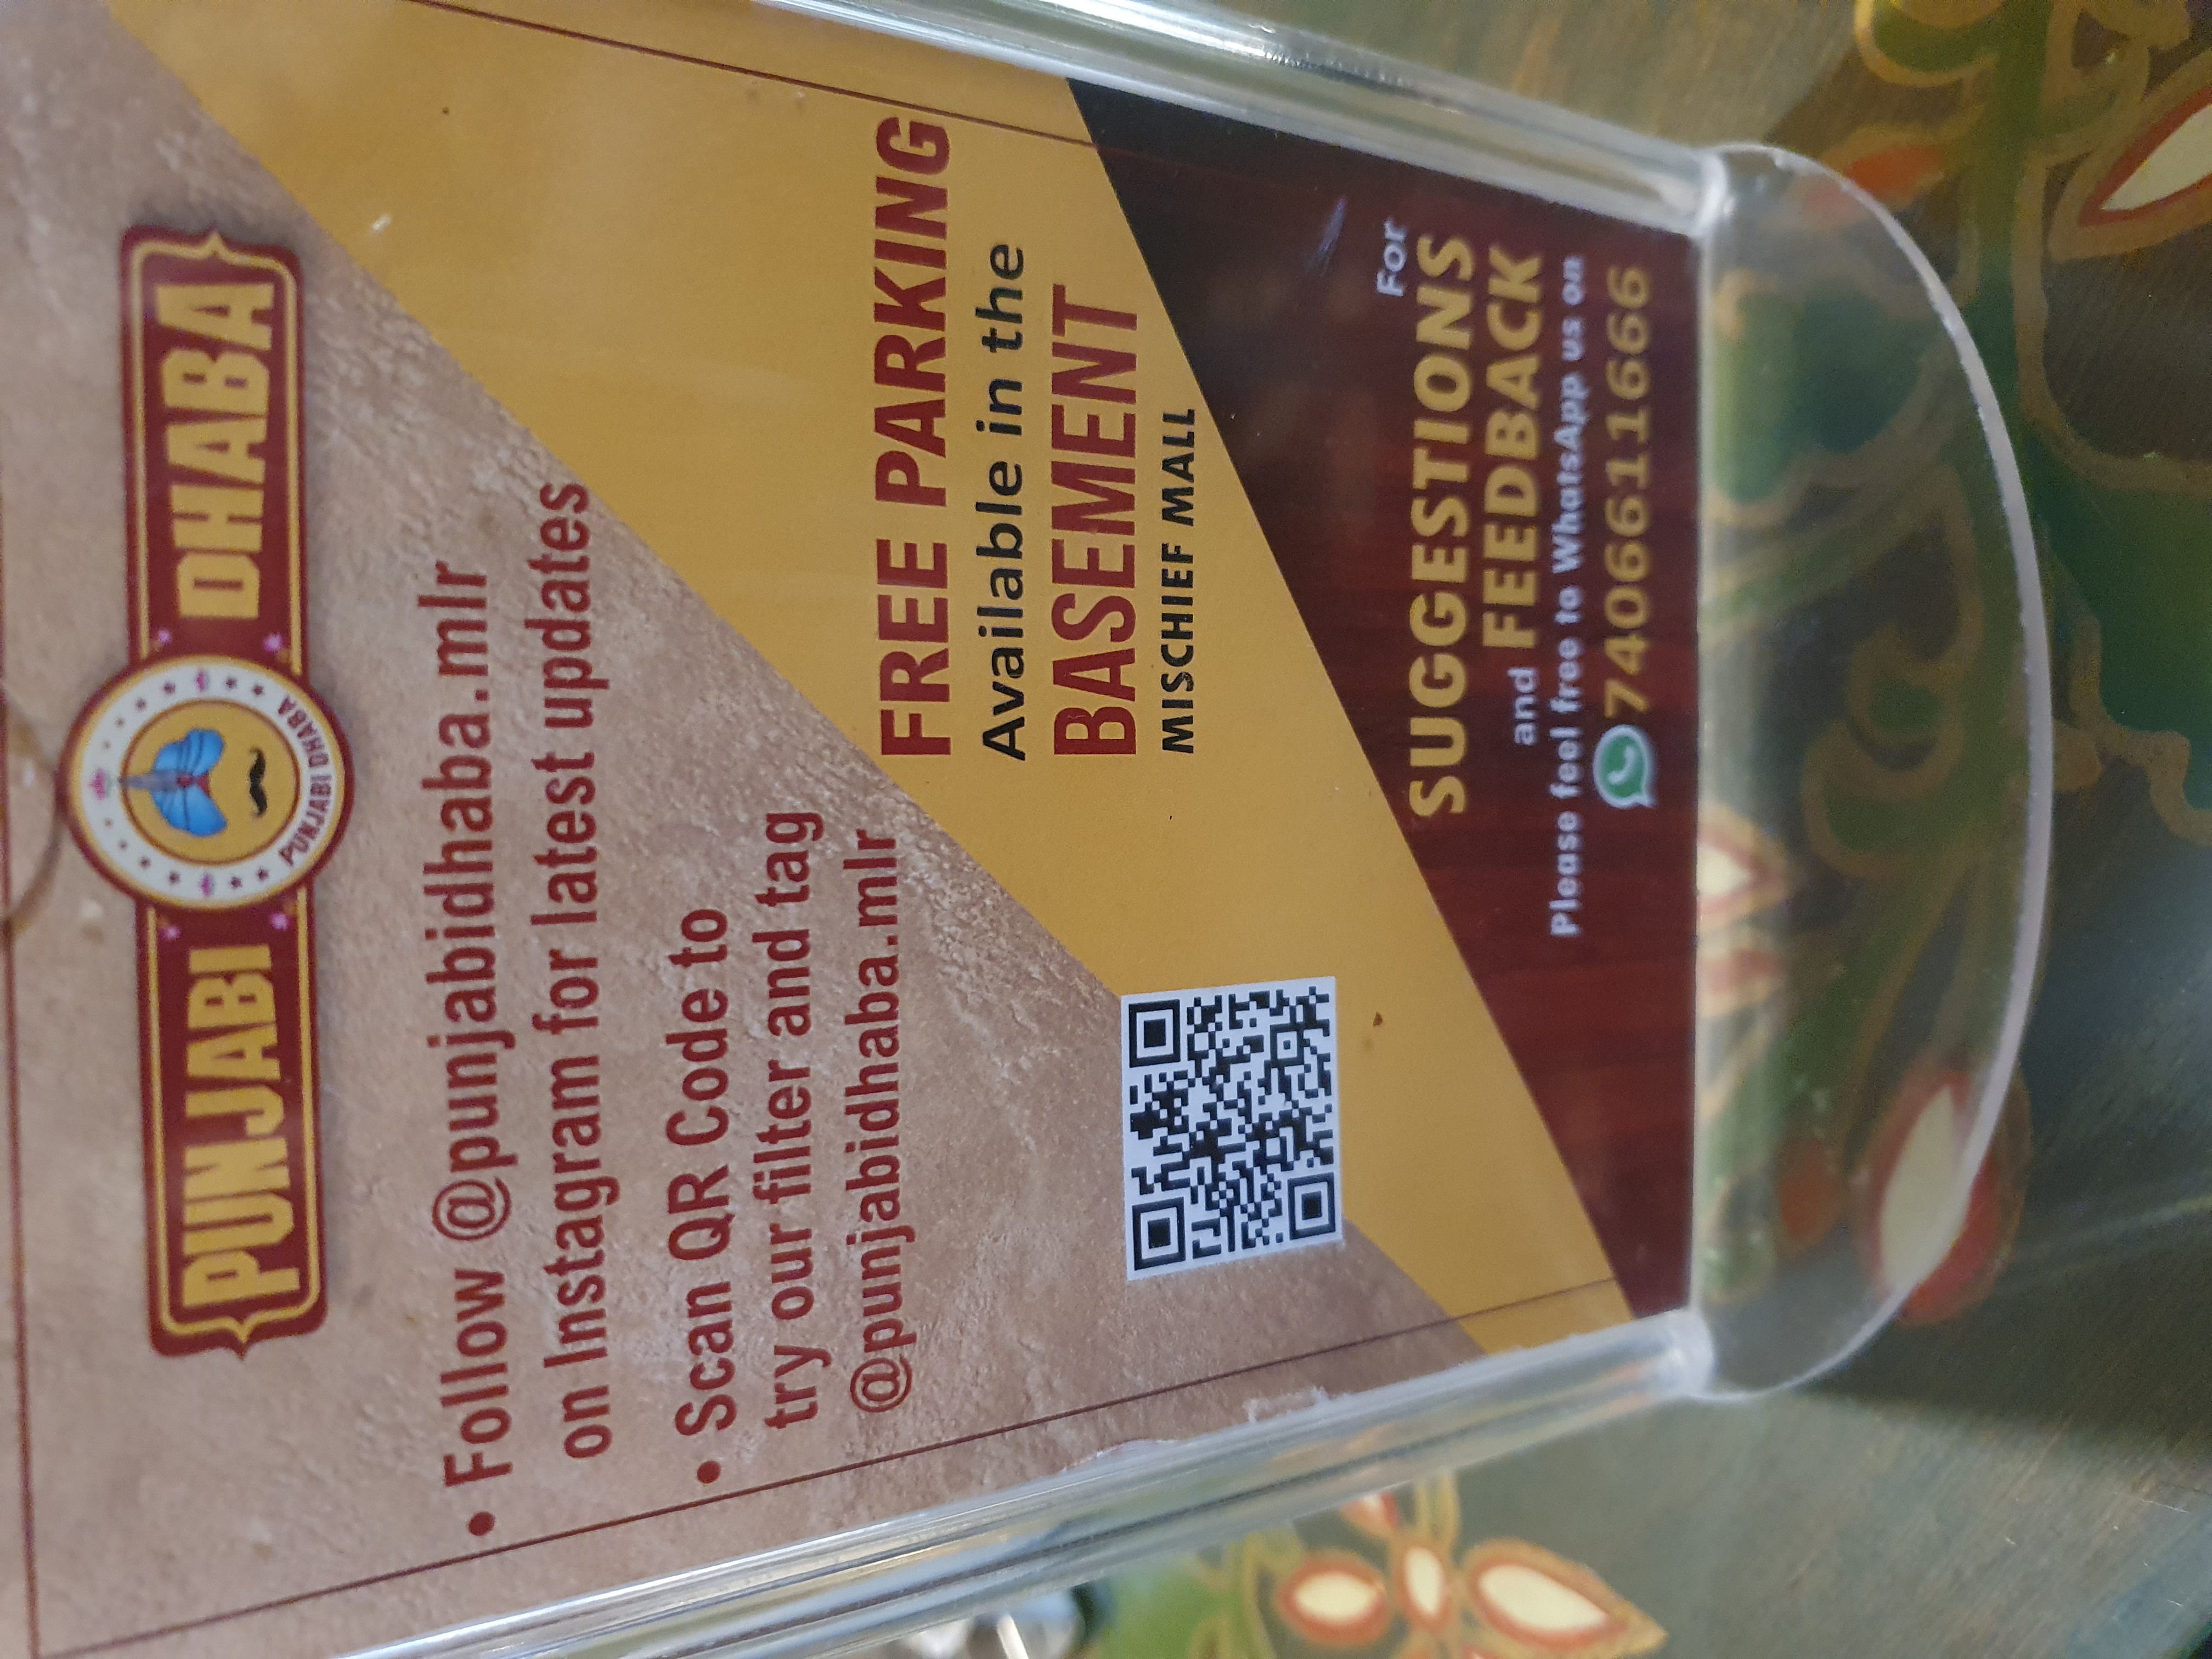 PUNJABI DHABA
PUNJABI DHABA
• Follow @punjabidhaba.mlr
on Instagram for latest updates
• Scan QR Code to
try our filter and tag
@punjabidhaba.mlr
FREE PARKING
Available in the
BASEMENT
MISCHIEF MALL
For
SUGGESTIONS
and FEEDBACK
Please feel free to WhatsApp us on
7406611666